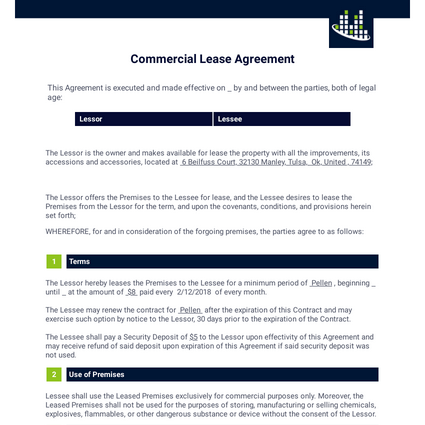 Commercial Lease Agreement
This Agreement is executed and made effective on _ by and between the parties, both of legal
age:
Lessor Lessee
The Lessor is the owner and makes available for lease the property with all the improvements, its
accessions and accessories, located at 6 Beilfuss Court, 32130 Manley, Tulsa, Ok, United , 74149;
The Lessor offers the Premises to the Lessee for lease, and the Lessee desires to lease the
Premises from the Lessor for the term, and upon the covenants, conditions, and provisions herein
set forth;
WHEREFORE, for and in consideration of the forgoing premises, the parties agree to as follows:
1 Terms
The Lessor hereby leases the Premises to the Lessee for a minimum period of Pellen , beginning _
until _ at the amount of $8 paid every 2/12/2018 of every month.
The Lessee may renew the contract for Pellen after the expiration of this Contract and may
exercise such option by notice to the Lessor, 30 days prior to the expiration of the Contract.
The Lessee shall pay a Security Deposit of $5 to the Lessor upon effectivity of this Agreement and
may receive refund of said deposit upon expiration of this Agreement if said security deposit was
not used.
2 Use of Premises
Lessee shall use the Leased Premises exclusively for commercial purposes only. Moreover, the
Leased Premises shall not be used for the purposes of storing, manufacturing or selling chemicals,
explosives, flammables, or other dangerous substance or device without the consent of the Lessor.